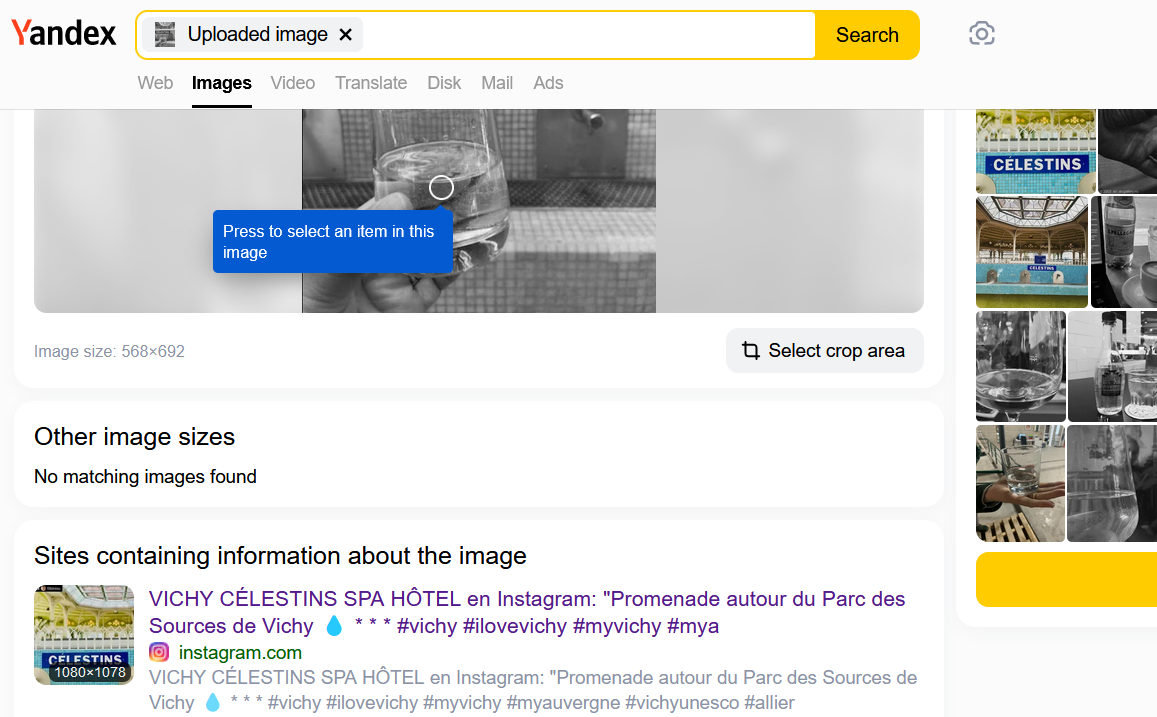 Yandex
Uploaded image ×
Search
Web Images Video Translate Disk Mail Ads
Press to select an item in this
image
Image size: 568×692
Select crop area
Other image sizes
No matching images found
Sites containing information about the image
CÉLESTINS
1080×1078
VICHY CÉLESTINS SPA HÔTEL en Instagram: "Promenade autour du Parc des
Sources de Vichy 💧 * * * #vichy #ilovevichy #myvichy #mya
instagram.com
VICHY CÉLESTINS SPA HÔTEL en Instagram: "Promenade autour du Parc des Sources de
Vichy 💧 * * * #vichy #ilovevichy #myvichy #myauvergne #vichyunesco #allier
CÉLESTINS
CÉLESTINS